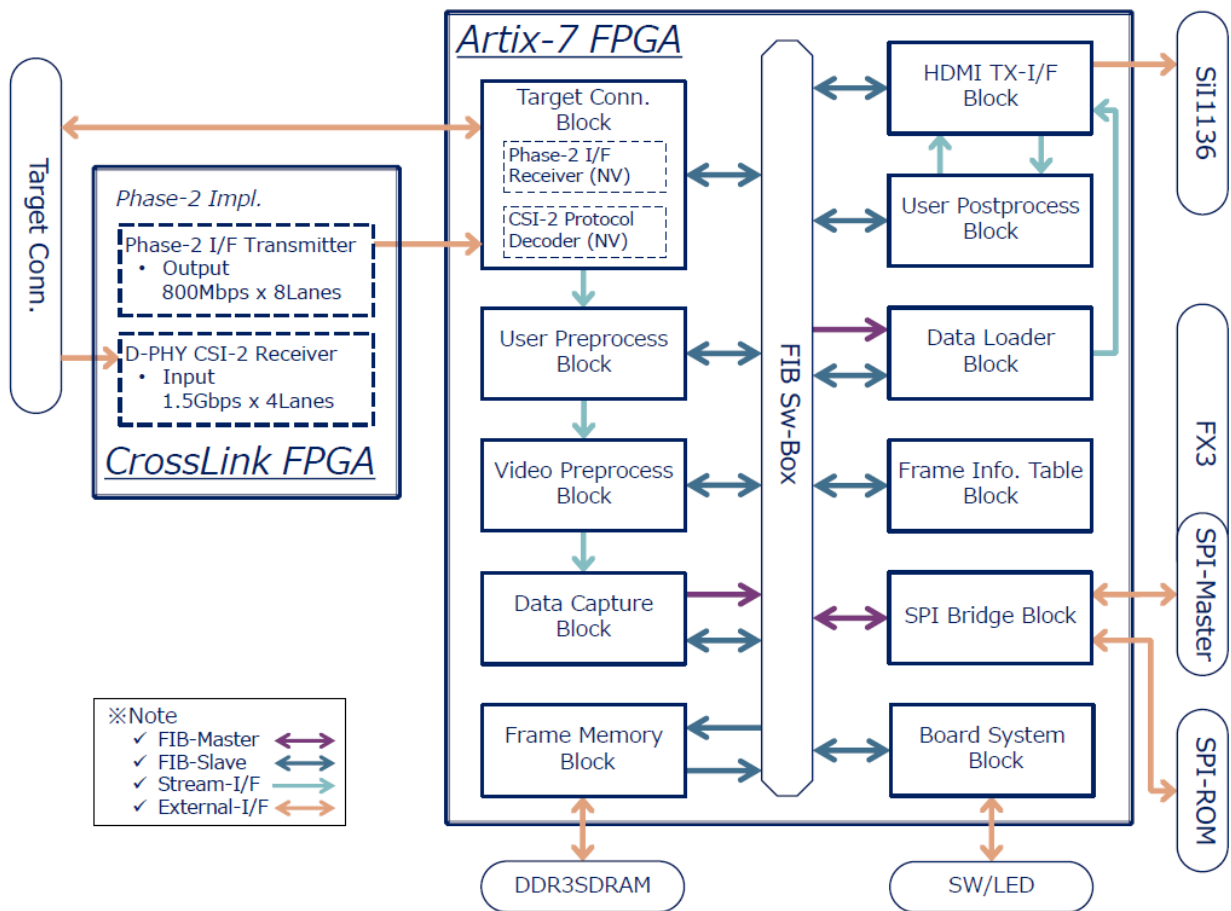 Artix-7 FPGA
Target Conn.
Phase-2 Impl.
Phase-2 I/F Transmitter
• Output
800Mbps x 8Lanes
D-PHY CSI-2 Receiver
• Input
1.5Gbps x 4Lanes
CrossLink FPGA
Target Conn.
Block
Phase-2 I/F
Receiver (NV)
CSI-2 Protocol
Decoder (NV)
User Preprocess
Block
Video Preprocess
Block
Data Capture
Block
Frame Memory
Block
FIB Sw-Box
HDMI TX-I/F
Block
User Postprocess
Block
Data Loader
Block
Frame Info. Table
Block
SPI Bridge Block
Board System
Block
SiI1136
FX3
SPI-Master
SPI-ROM
※Note
✓ FIB-Master
✓ FIB-Slave
✓ Stream-I/F
✓ External-I/F
DDR3SDRAM
SW/LED